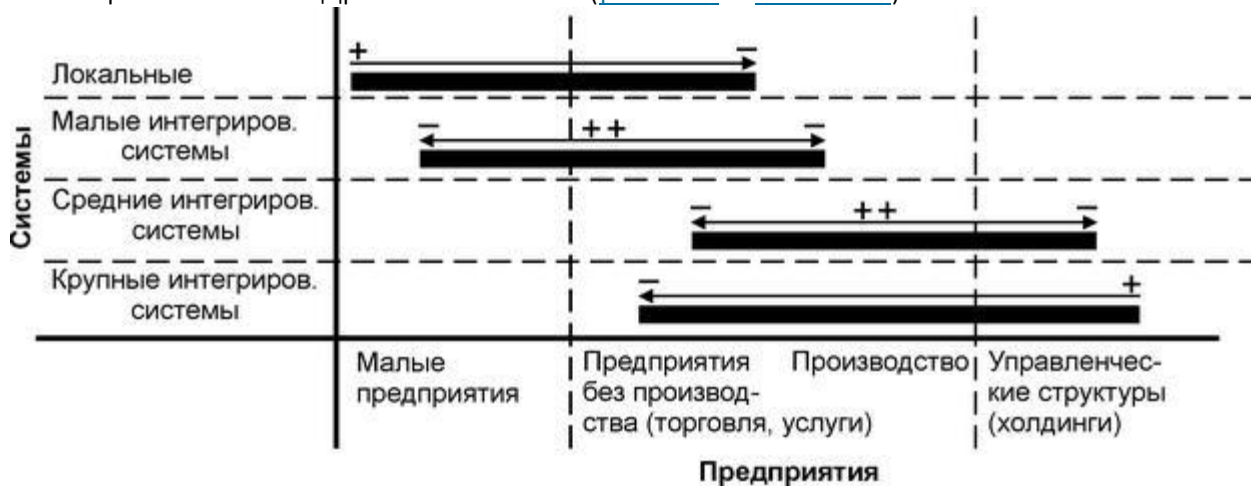 Системы
+ −
Локальные
− ++ −
Малые интегриров.
системы
− ++ −
Средние интегриров.
системы
− +
Крупные интегриров.
системы
Малые
предприятия
Предприятия
без производ-
ства (торговля, услуги)
Производство
Управленчес-
кие структуры
(холдинги)
Предприятия